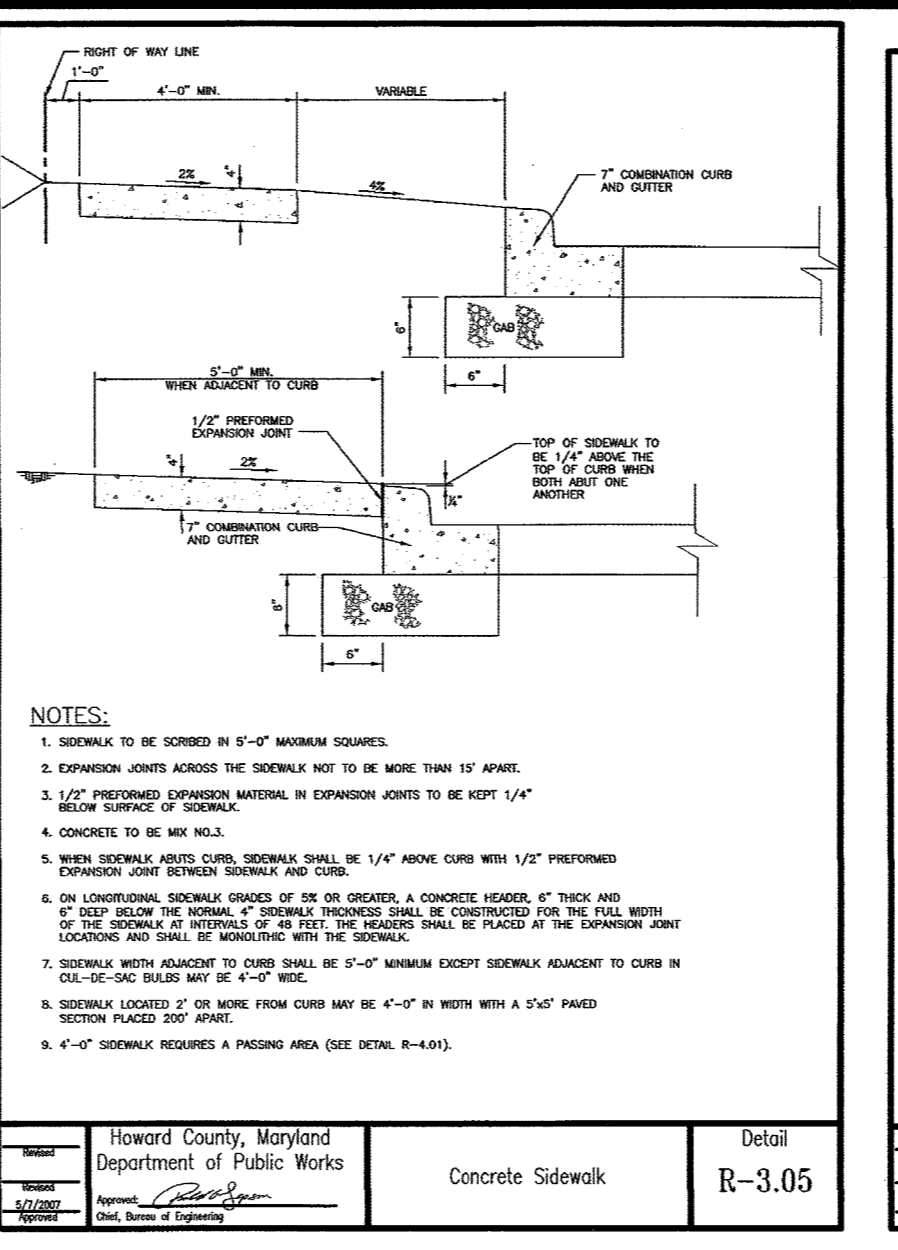 RIGHT OF WAY LINE
1'-0"
4'-0" MIN.
VARIABLE
2%
4"
4%
7" COMBINATION CURB
AND GUTTER
6"
GAB
6"
5'-0" MIN.
WHEN ADJACENT TO CURB
1/2" PREFORMED
EXPANSION JOINT
4"
2%
TOP OF SIDEWALK TO
BE 1/4" ABOVE THE
TOP OF CURB WHEN
BOTH ABUT ONE
ANOTHER
1/4"
7" COMBINATION CURB
AND GUTTER
GAB
6"
NOTES:
1. SIDEWALK TO BE SCRIBED IN 5'-0" MAXIMUM SQUARES.
2. EXPANSION JOINTS ACROSS THE SIDEWALK NOT TO BE MORE THAN 15' APART.
3. 1/2" PREFORMED EXPANSION MATERIAL IN EXPANSION JOINTS TO BE KEPT 1/4"
BELOW SURFACE OF SIDEWALK.
4. CONCRETE TO BE MIX NO.3.
5. WHEN SIDEWALK ABUTS CURB, SIDEWALK SHALL BE 1/4" ABOVE CURB WITH 1/2" PREFORMED
EXPANSION JOINT BETWEEN SIDEWALK AND CURB.
6. ON LONGITUDINAL SIDEWALK GRADES OF 5% OR GREATER, A CONCRETE HEADER, 6" THICK AND
6" DEEP BELOW THE NORMAL 4" SIDEWALK THICKNESS SHALL BE CONSTRUCTED FOR THE FULL WIDTH
OF THE SIDEWALK AT INTERVALS OF 48 FEET. THE HEADERS SHALL BE PLACED AT THE EXPANSION JOINT
LOCATIONS AND SHALL BE MONOLITHIC WITH THE SIDEWALK.
7. SIDEWALK WIDTH ADJACENT TO CURB SHALL BE 5'-0" MINIMUM EXCEPT SIDEWALK ADJACENT TO CURB IN
CUL-DE-SAC BULBS MAY BE 4'-0" WIDE.
8. SIDEWALK LOCATED 2' OR MORE FROM CURB MAY BE 4'-0" IN WIDTH WITH A 5'x5' PAVED
SECTION PLACED 200' APART.
9. 4'-0" SIDEWALK REQUIRES A PASSING AREA (SEE DETAIL R-4.01).
Revised
Revised
5/7/2007
Approved
Howard County, Maryland
Department of Public Works
Approved:
Chief, Bureau of Engineering
Concrete Sidewalk
Detail
R-3.05